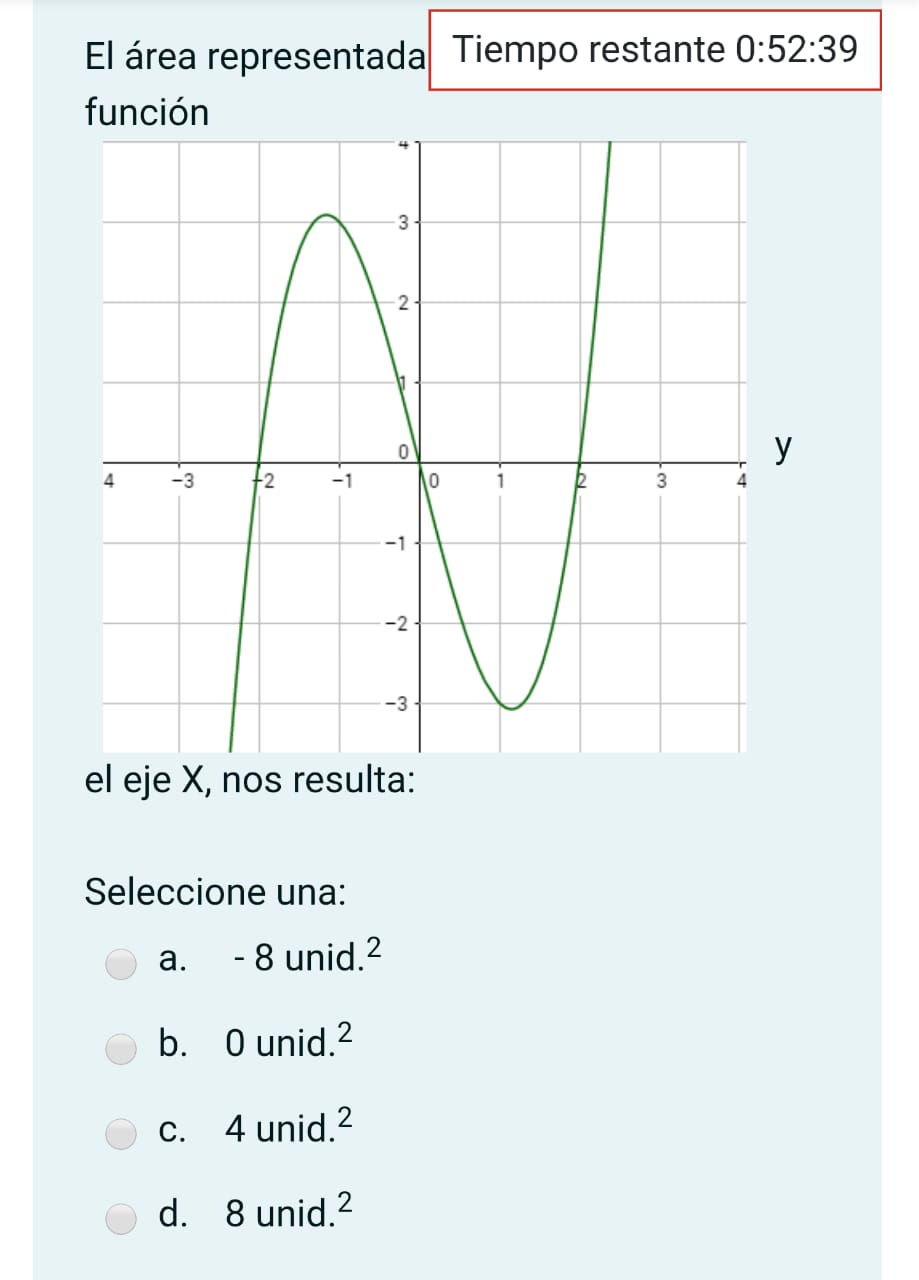 El área representada
Tiempo restante 0:52:39
función
4
3
2
1
0
4 -3 -2 -1 0 1 2 3 4
y
-1
-2
-3
el eje X, nos resulta:
Seleccione una:
a. - 8 unid.²
b. 0 unid.²
c. 4 unid.²
d. 8 unid.²